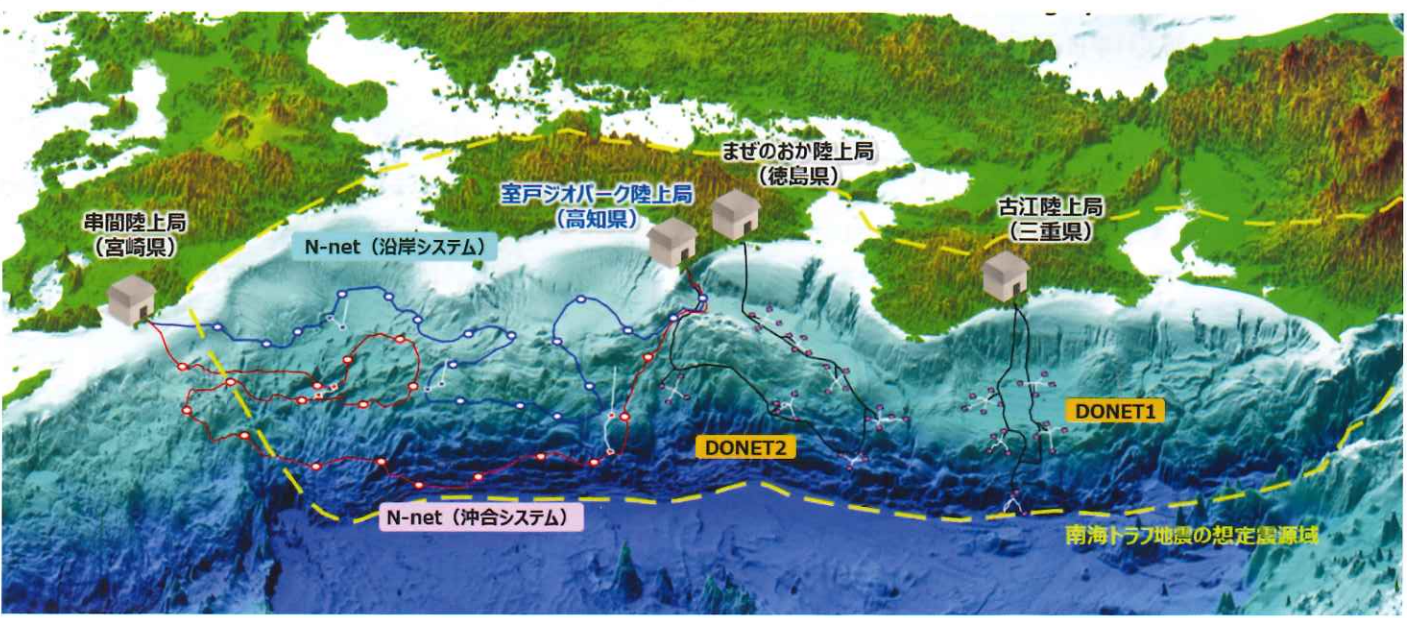 まぜのおか陸上局
（徳島県）
室戸ジオパーク陸上局
（高知県）
古江陸上局
（三重県）
串間陸上局
（宮崎県）
N-net（沿岸システム）
DONET1
DONET2
N-net（沖合システム）
南海トラフ地震の想定震源域